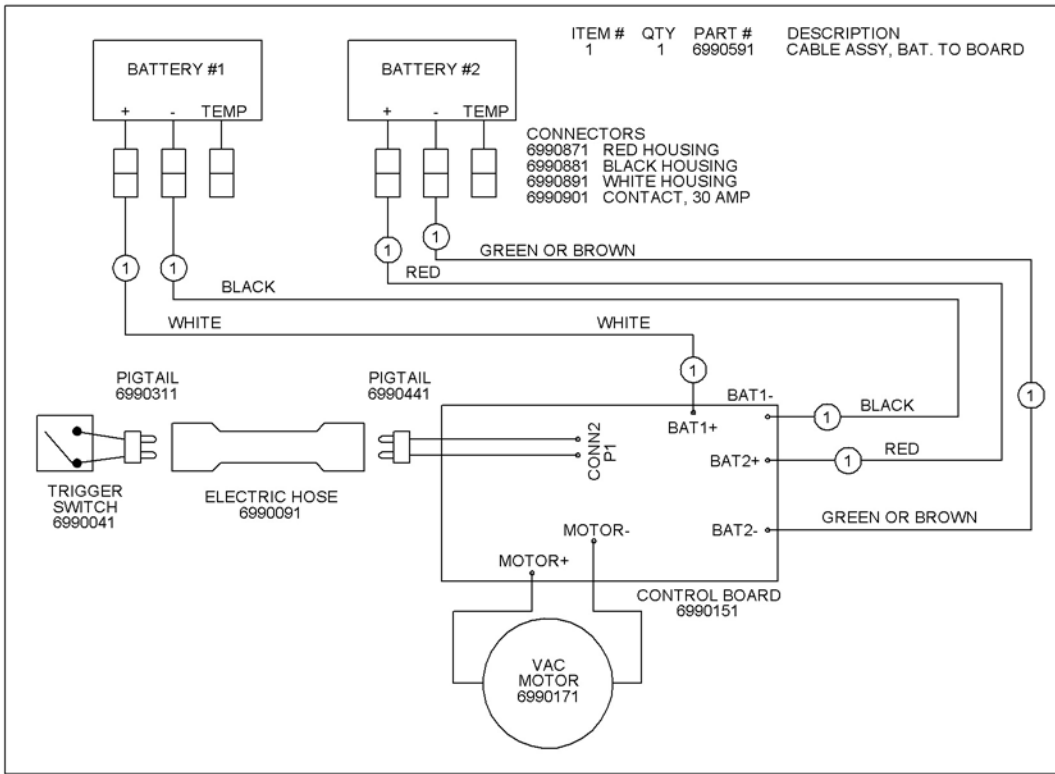 ITEM # QTY PART # DESCRIPTION
1 1 6990591 CABLE ASSY, BAT. TO BOARD
BATTERY #1
+ - TEMP
BATTERY #2
+ - TEMP
CONNECTORS
6990871 RED HOUSING
6990881 BLACK HOUSING
6990891 WHITE HOUSING
6990901 CONTACT, 30 AMP
1
1
1
1
GREEN OR BROWN
RED
BLACK
WHITE
WHITE
1
1
PIGTAIL
6990311
PIGTAIL
6990441
BAT1-
1
BLACK
BAT1+
CONN2
P1
BAT2+
1
RED
TRIGGER
SWITCH
6990041
ELECTRIC HOSE
6990091
BAT2-
GREEN OR BROWN
MOTOR-
MOTOR+
CONTROL BOARD
6990151
VAC
MOTOR
6990171